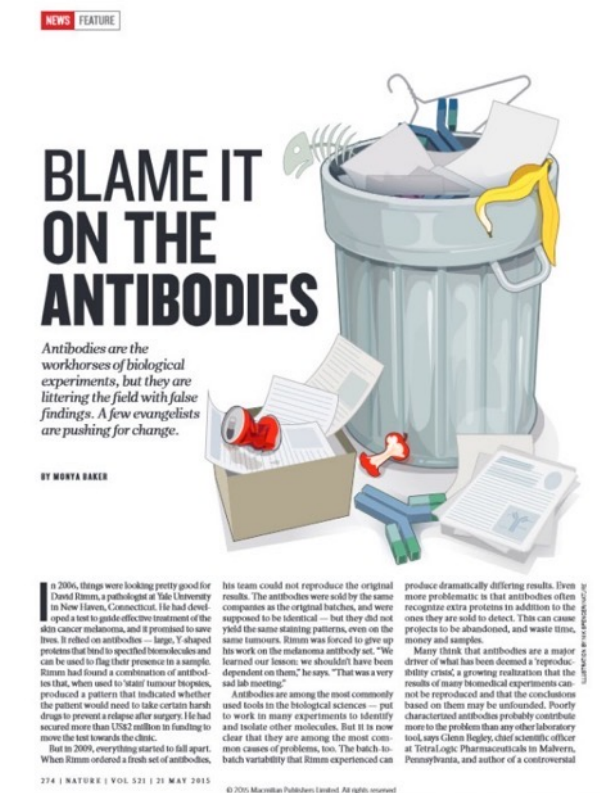 NEWS FEATURE
BLAME IT
ON THE
ANTIBODIES
Antibodies are the
workhorses of biological
experiments, but they are
littering the field with false
findings. A few evangelists
are pushing for change.
BY MONYA BAKER
In 2006, things were looking pretty good for
David Rimm, a pathologist at Yale University
in New Haven, Connecticut. He had devel-
oped a test to guide effective treatment of the
skin cancer melanoma, and it promised to save
lives. It relied on antibodies — large, Y-shaped
proteins that bind to specified biomolecules and
can be used to flag their presence in a sample.
Rimm had found a combination of antibod-
ies that, when used to 'stain' tumour biopsies,
produced a pattern that indicated whether
the patient would need to take certain harsh
drugs to prevent a relapse after surgery. He had
secured more than US$2 million in funding to
move the test towards the clinic.
But in 2009, everything started to fall apart.
When Rimm ordered a fresh set of antibodies,
his team could not reproduce the original
results. The antibodies were sold by the same
companies as the original batches, and were
supposed to be identical — but they did not
yield the same staining patterns, even on the
same tumours. Rimm was forced to give up
his work on the melanoma antibody set. "We
learned our lesson: we shouldn't have been
dependent on them," he says. "That was a very
sad lab meeting."
Antibodies are among the most commonly
used tools in the biological sciences — put
to work in many experiments to identify
and isolate other molecules. But it is now
clear that they are among the most com-
mon causes of problems, too. The batch-to-
batch variability that Rimm experienced can
produce dramatically differing results. Even
more problematic is that antibodies often
recognize extra proteins in addition to the
ones they are sold to detect. This can cause
projects to be abandoned, and waste time,
money and samples.
Many think that antibodies are a major
driver of what has been deemed a 'reproduc-
ibility crisis', a growing realization that the
results of many biomedical experiments can-
not be reproduced and that the conclusions
based on them may be unfounded. Poorly
characterized antibodies probably contribute
more to the problem than any other laboratory
tool, says Glenn Begley, chief scientific officer
at TetraLogic Pharmaceuticals in Malvern,
Pennsylvania, and author of a controversial
274 | NATURE | VOL 521 | 21 MAY 2015
© 2015 Macmillan Publishers Limited. All rights reserved